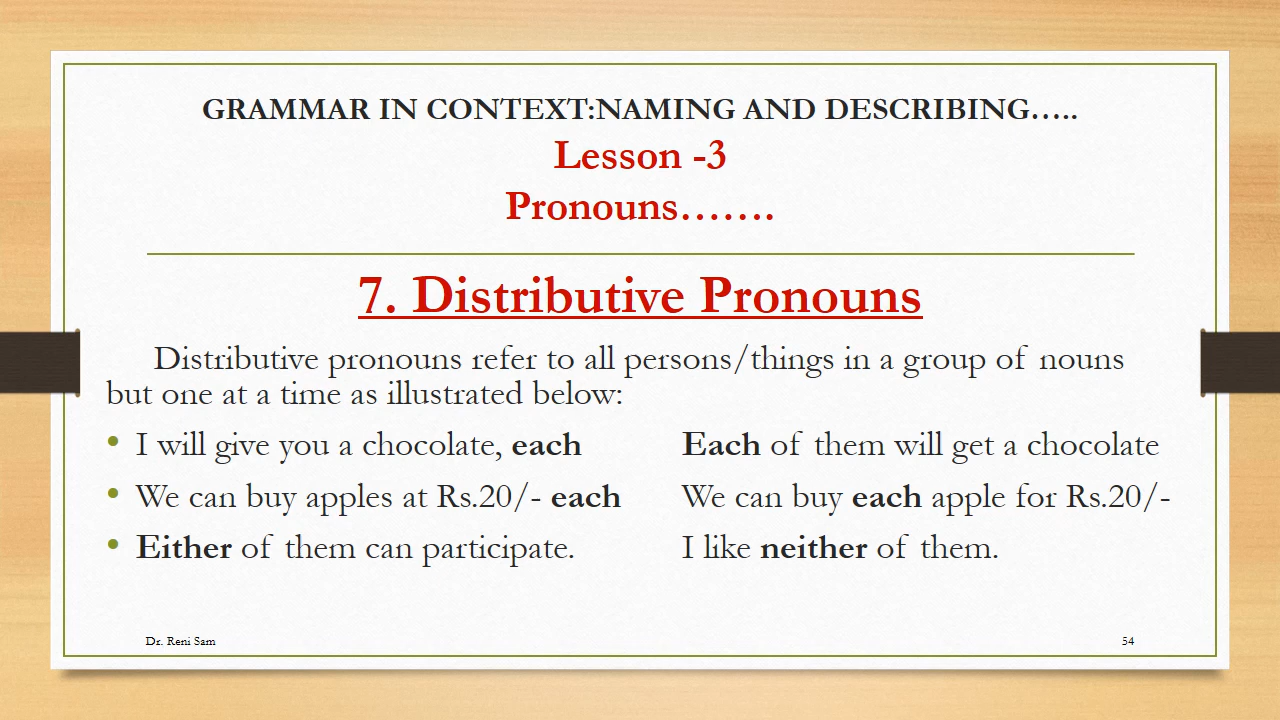 GRAMMAR IN CONTEXT:NAMING AND DESCRIBING…..
Lesson -3
Pronouns…….
7. Distributive Pronouns
Distributive pronouns refer to all persons/things in a group of nouns
but one at a time as illustrated below:
• I will give you a chocolate, each Each of them will get a chocolate
• We can buy apples at Rs.20/- each We can buy each apple for Rs.20/-
• Either of them can participate. I like neither of them.
Dr. Reni Sam 54